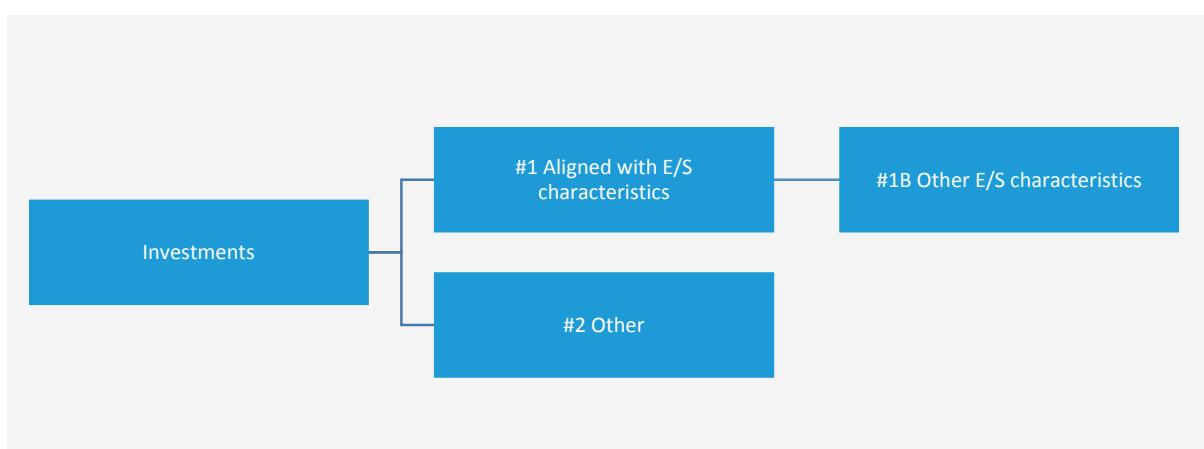 Investments
#1 Aligned with E/S
characteristics
#1B Other E/S characteristics
#2 Other